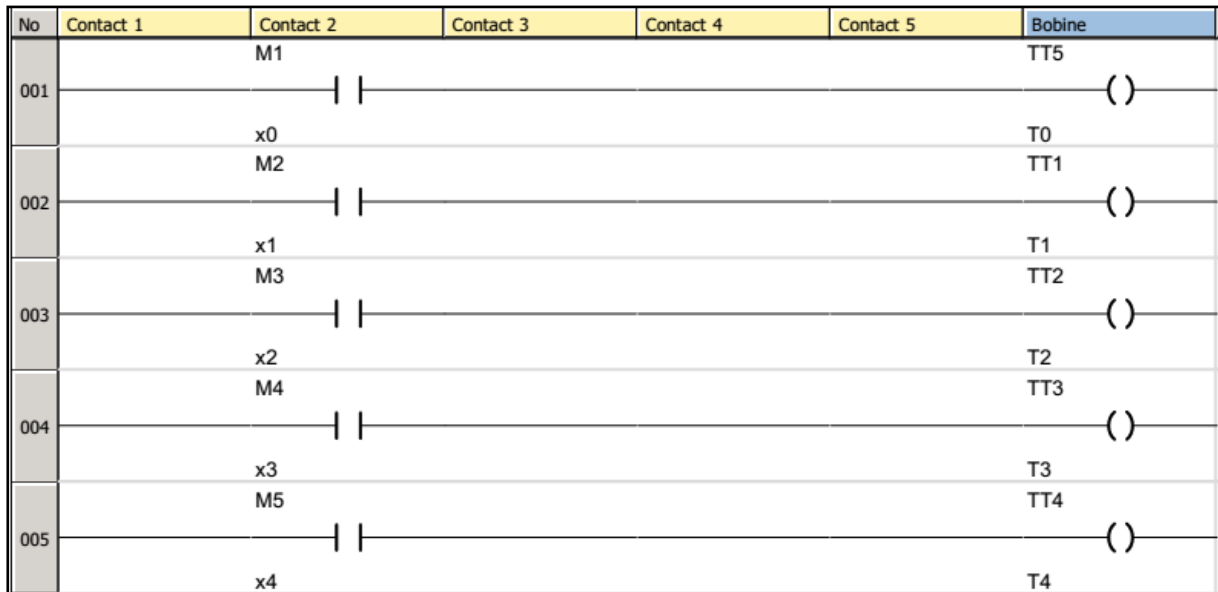 No Contact 1 Contact 2 Contact 3 Contact 4 Contact 5 Bobine
M1 TT5
001
x0 T0
M2 TT1
002
x1 T1
M3 TT2
003
x2 T2
M4 TT3
004
x3 T3
M5 TT4
005
x4 T4